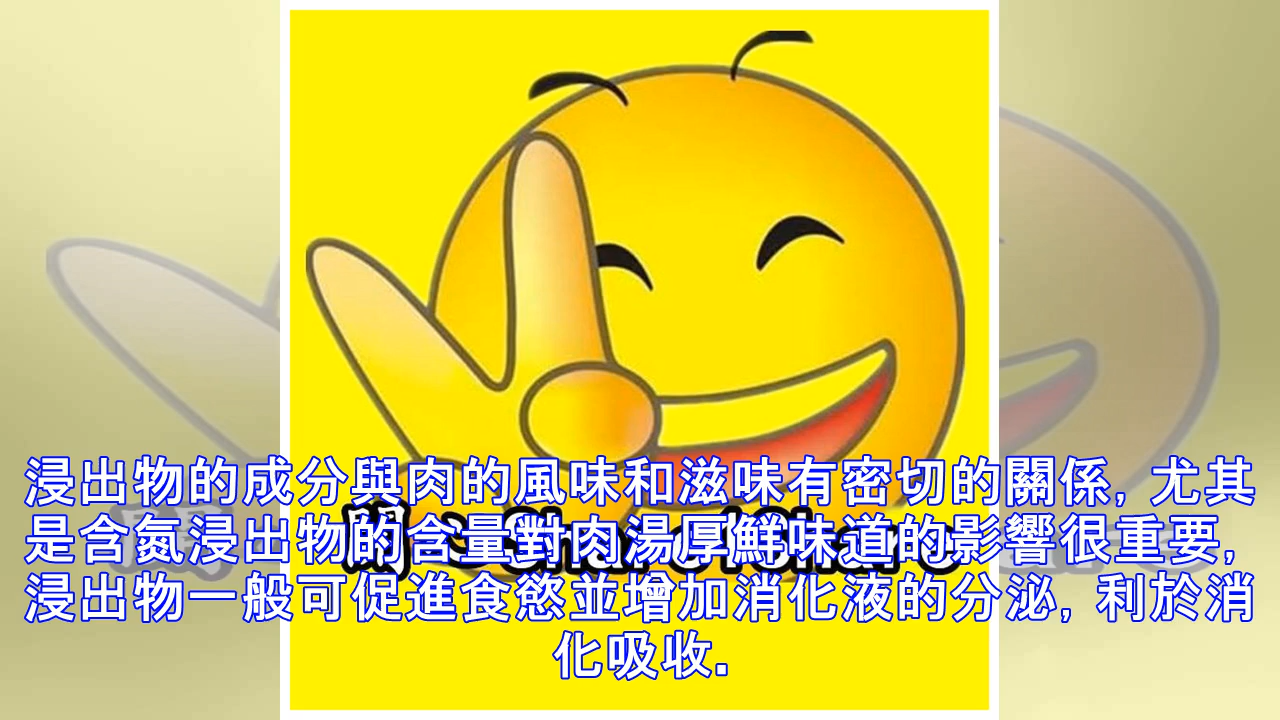 浸出物的成分與肉的風味和滋味有密切的關係, 尤其
是含氮浸出物的含量對肉湯厚鮮味道的影響很重要,
浸出物一般可促進食慾並增加消化液的分泌, 利於消
化吸收.